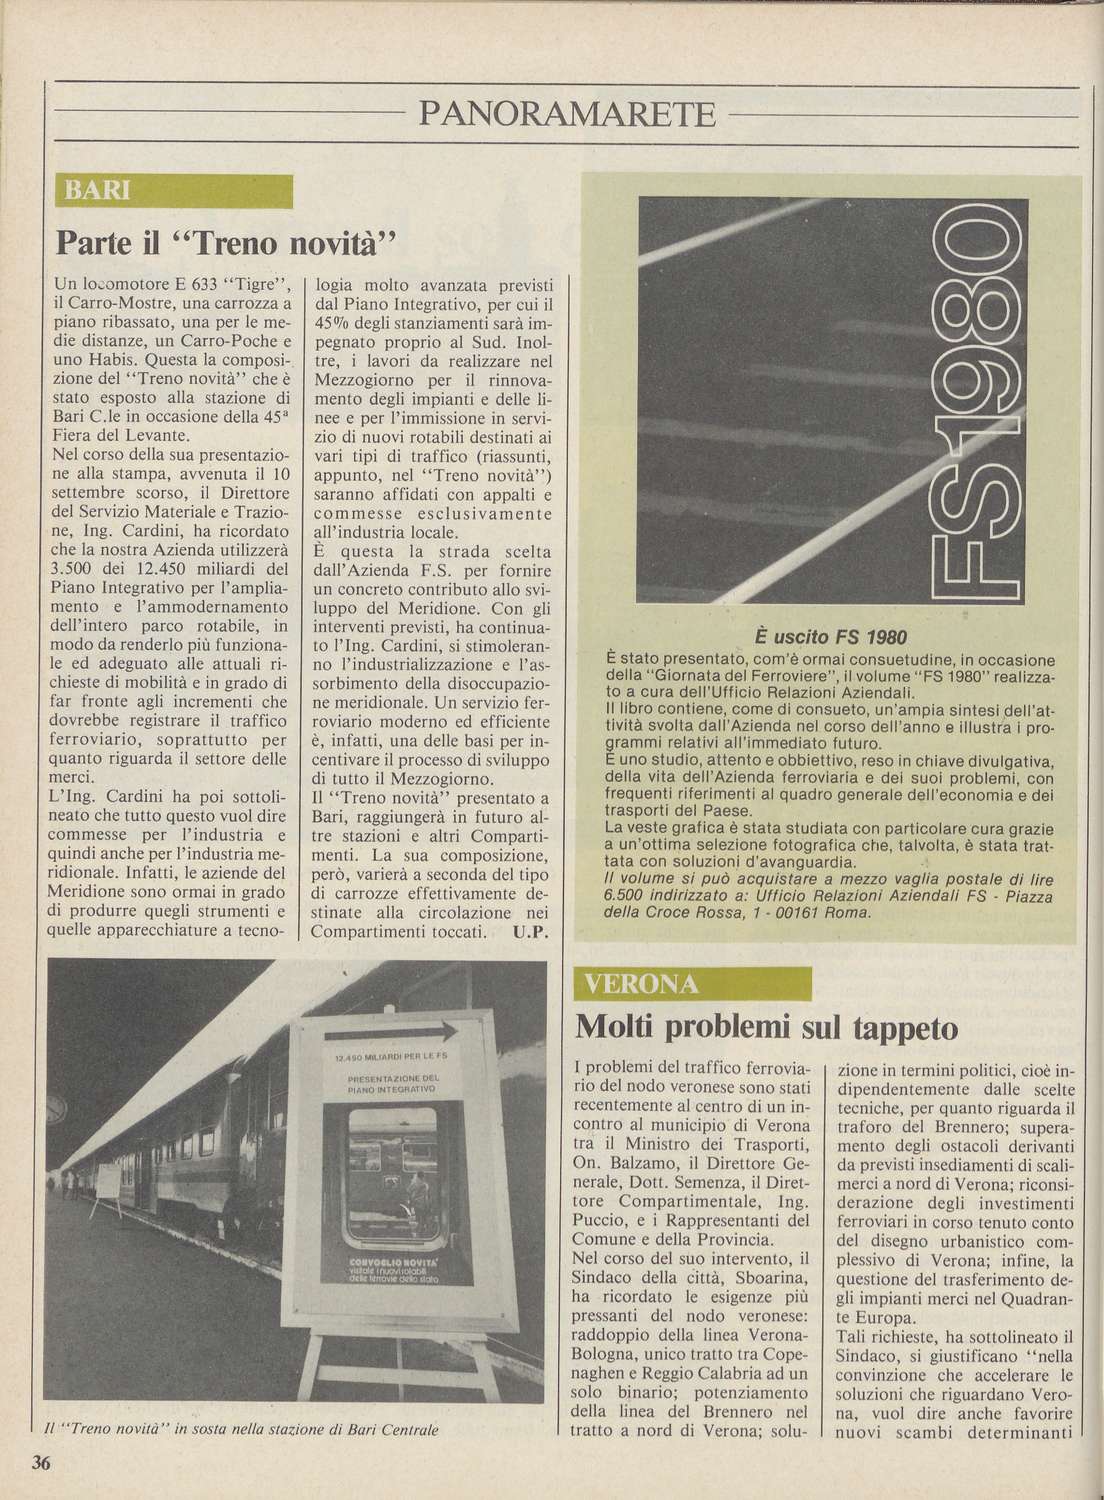 PANORAMARETE
BARI
Parte il “Treno novità”
Un locomotore E 633 “Tigre”,
il Carro-Mostre, una carrozza a
piano ribassato, una per le me-
die distanze, un Carro-Poche e
uno Habis. Questa la composi-
zione del “Treno novità” che è
stato esposto alla stazione di
Bari C.le in occasione della 45ª
Fiera del Levante.
Nel corso della sua presentazio-
ne alla stampa, avvenuta il 10
settembre scorso, il Direttore
del Servizio Materiale e Trazio-
ne, Ing. Cardini, ha ricordato
che la nostra Azienda utilizzerà
3.500 dei 12.450 miliardi del
Piano Integrativo per l’amplia-
mento e l’ammodernamento
dell’intero parco rotabile, in
modo da renderlo più funziona-
le ed adeguato alle attuali ri-
chieste di mobilità e in grado di
far fronte agli incrementi che
dovrebbe registrare il traffico
ferroviario, soprattutto per
quanto riguarda il settore delle
merci.
L’Ing. Cardini ha poi sottoli-
neato che tutto questo vuol dire
commesse per l’industria e
quindi anche per l’industria me-
ridionale. Infatti, le aziende del
Meridione sono ormai in grado
di produrre quegli strumenti e
quelle apparecchiature a tecno-
logia molto avanzata previsti
dal Piano Integrativo, per cui il
45% degli stanziamenti sarà im-
pegnato proprio al Sud. Inol-
tre, i lavori da realizzare nel
Mezzogiorno per il rinnova-
mento degli impianti e delle li-
nee e per l’immissione in servi-
zio di nuovi rotabili destinati ai
vari tipi di traffico (riassunti,
appunto, nel “Treno novità”)
saranno affidati con appalti e
commesse esclusivamente
all’industria locale.
È questa la strada scelta
dall’Azienda F.S. per fornire
un concreto contributo allo svi-
luppo del Meridione. Con gli
interventi previsti, ha continua-
to l’Ing. Cardini, si stimoleran-
no l’industrializzazione e l’as-
sorbimento della disoccupazio-
ne meridionale. Un servizio fer-
roviario moderno ed efficiente
è, infatti, una delle basi per in-
centivare il processo di sviluppo
di tutto il Mezzogiorno.
Il “Treno novità” presentato a
Bari, raggiungerà in futuro al-
tre stazioni e altri Comparti-
menti. La sua composizione,
però, varierà a seconda del tipo
di carrozze effettivamente de-
stinate alla circolazione nei
Compartimenti toccati. U.P.
12.450 MILIARDI PER LE FS
PRESENTAZIONE DEL
PIANO INTEGRATIVO
CONVOGLIO NOVITA’
visitate i nuovi rotabili
delle ferrovie dello stato
Il “Treno novità” in sosta nella stazione di Bari Centrale
FS 1980
È uscito FS 1980
È stato presentato, com’è ormai consuetudine, in occasione
della “Giornata del Ferroviere”, il volume “FS 1980” realizza-
to a cura dell’Ufficio Relazioni Aziendali.
Il libro contiene, come di consueto, un’ampia sintesi dell’at-
tività svolta dall’Azienda nel corso dell’anno e illustra i pro-
grammi relativi all’immediato futuro.
È uno studio, attento e obbiettivo, reso in chiave divulgativa,
della vita dell’Azienda ferroviaria e dei suoi problemi, con
frequenti riferimenti al quadro generale dell’economia e dei
trasporti del Paese.
La veste grafica è stata studiata con particolare cura grazie
a un’ottima selezione fotografica che, talvolta, è stata trat-
tata con soluzioni d’avanguardia.
Il volume si può acquistare a mezzo vaglia postale di lire
6.500 indirizzato a: Ufficio Relazioni Aziendali FS - Piazza
della Croce Rossa, 1 - 00161 Roma.
VERONA
Molti problemi sul tappeto
I problemi del traffico ferrovia-
rio del nodo veronese sono stati
recentemente al centro di un in-
contro al municipio di Verona
tra il Ministro dei Trasporti,
On. Balzamo, il Direttore Ge-
nerale, Dott. Semenza, il Diret-
tore Compartimentale, Ing.
Puccio, e i Rappresentanti del
Comune e della Provincia.
Nel corso del suo intervento, il
Sindaco della città, Sboarina,
ha ricordato le esigenze più
pressanti del nodo veronese:
raddoppio della linea Verona-
Bologna, unico tratto tra Cope-
naghen e Reggio Calabria ad un
solo binario; potenziamento
della linea del Brennero nel
tratto a nord di Verona; solu-
zione in termini politici, cioè in-
dipendentemente dalle scelte
tecniche, per quanto riguarda il
traforo del Brennero; supera-
mento degli ostacoli derivanti
da previsti insediamenti di scali-
merci a nord di Verona; riconsi-
derazione degli investimenti
ferroviari in corso tenuto conto
del disegno urbanistico com-
plessivo di Verona; infine, la
questione del trasferimento de-
gli impianti merci nel Quadran-
te Europa.
Tali richieste, ha sottolineato il
Sindaco, si giustificano “nella
convinzione che accelerare le
soluzioni che riguardano Vero-
na, vuol dire anche favorire
nuovi scambi determinanti
36